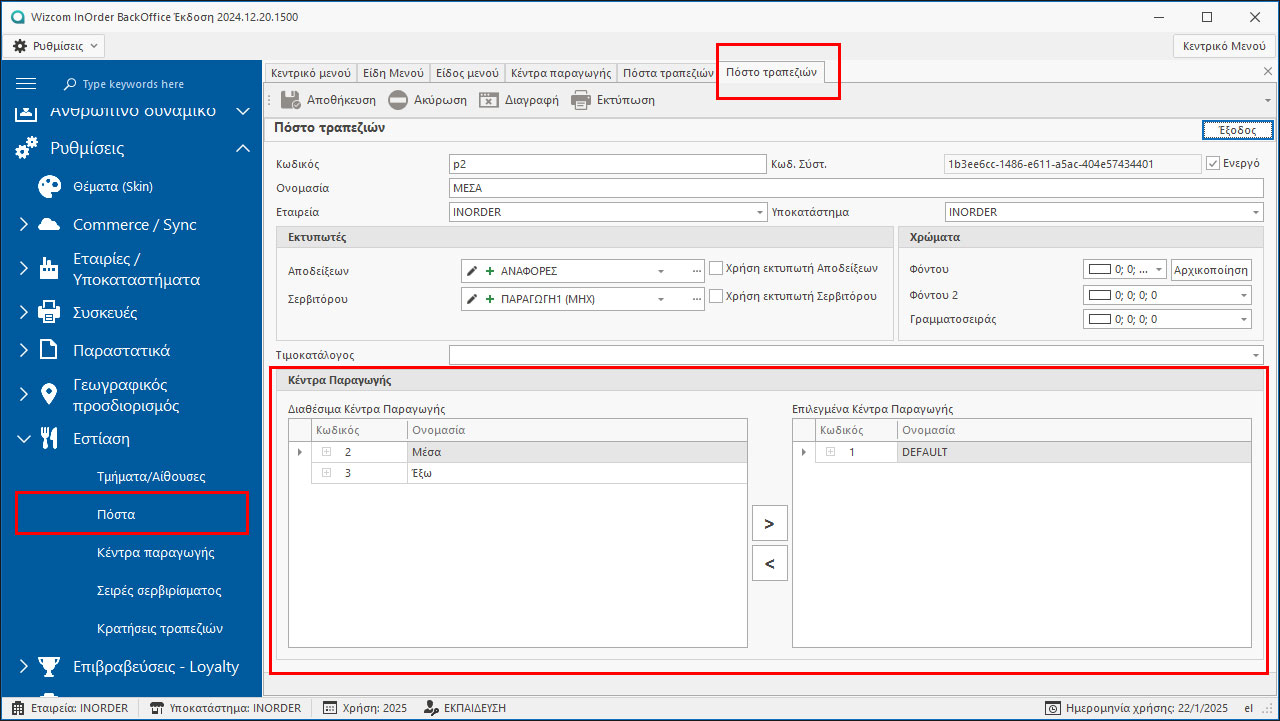 Wizcom InOrder BackOffice Έκδοση 2024.12.20.1500
Ρυθμίσεις
Κεντρικό Μενού
Type keywords here
Ανθρώπινο δυναμικό
Ρυθμίσεις
Θέματα (Skin)
Commerce / Sync
Εταιρίες /
Υποκαταστήματα
Συσκευές
Παραστατικά
Γεωγραφικός
προσδιορισμός
Εστίαση
Τμήματα/Αίθουσες
Πόστα
Κέντρα παραγωγής
Σειρές σερβιρίσματος
Κρατήσεις τραπεζιών
Επιβραβεύσεις - Loyalty
Κεντρικό μενού Είδη Μενού Είδος μενού Κέντρα παραγωγής Πόστα τραπεζιών Πόστο τραπεζιών
Αποθήκευση Ακύρωση Διαγραφή Εκτύπωση
Πόστο τραπεζιών
Έξοδος
Κωδικός p2 Κωδ. Σύστ. 1b3ee6cc-1486-e611-a5ac-404e57434401 Ενεργό
Ονομασία ΜΕΣΑ
Εταιρεία INORDER Υποκατάστημα INORDER
Εκτυπωτές Χρώματα
Αποδείξεων ΑΝΑΦΟΡΕΣ Χρήση εκτυπωτή Αποδείξεων Φόντου 0; 0; ... Αρχικοποίηση
Σερβιτόρου ΠΑΡΑΓΩΓΗ1 (ΜΗΧ) Χρήση εκτυπωτή Σερβιτόρου Φόντου 2 0; 0; 0; 0
Γραμματοσειράς 0; 0; 0; 0
Τιμοκατάλογος
Κέντρα Παραγωγής
Διαθέσιμα Κέντρα Παραγωγής Επιλεγμένα Κέντρα Παραγωγής
Κωδικός Ονομασία Κωδικός Ονομασία
2 Μέσα 1 DEFAULT
3 Έξω
>
<
Εταιρεία: INORDER Υποκατάστημα: INORDER Χρήση: 2025 ΕΚΠΑΙΔΕΥΣΗ Ημερομηνία χρήσης: 22/1/2025 el